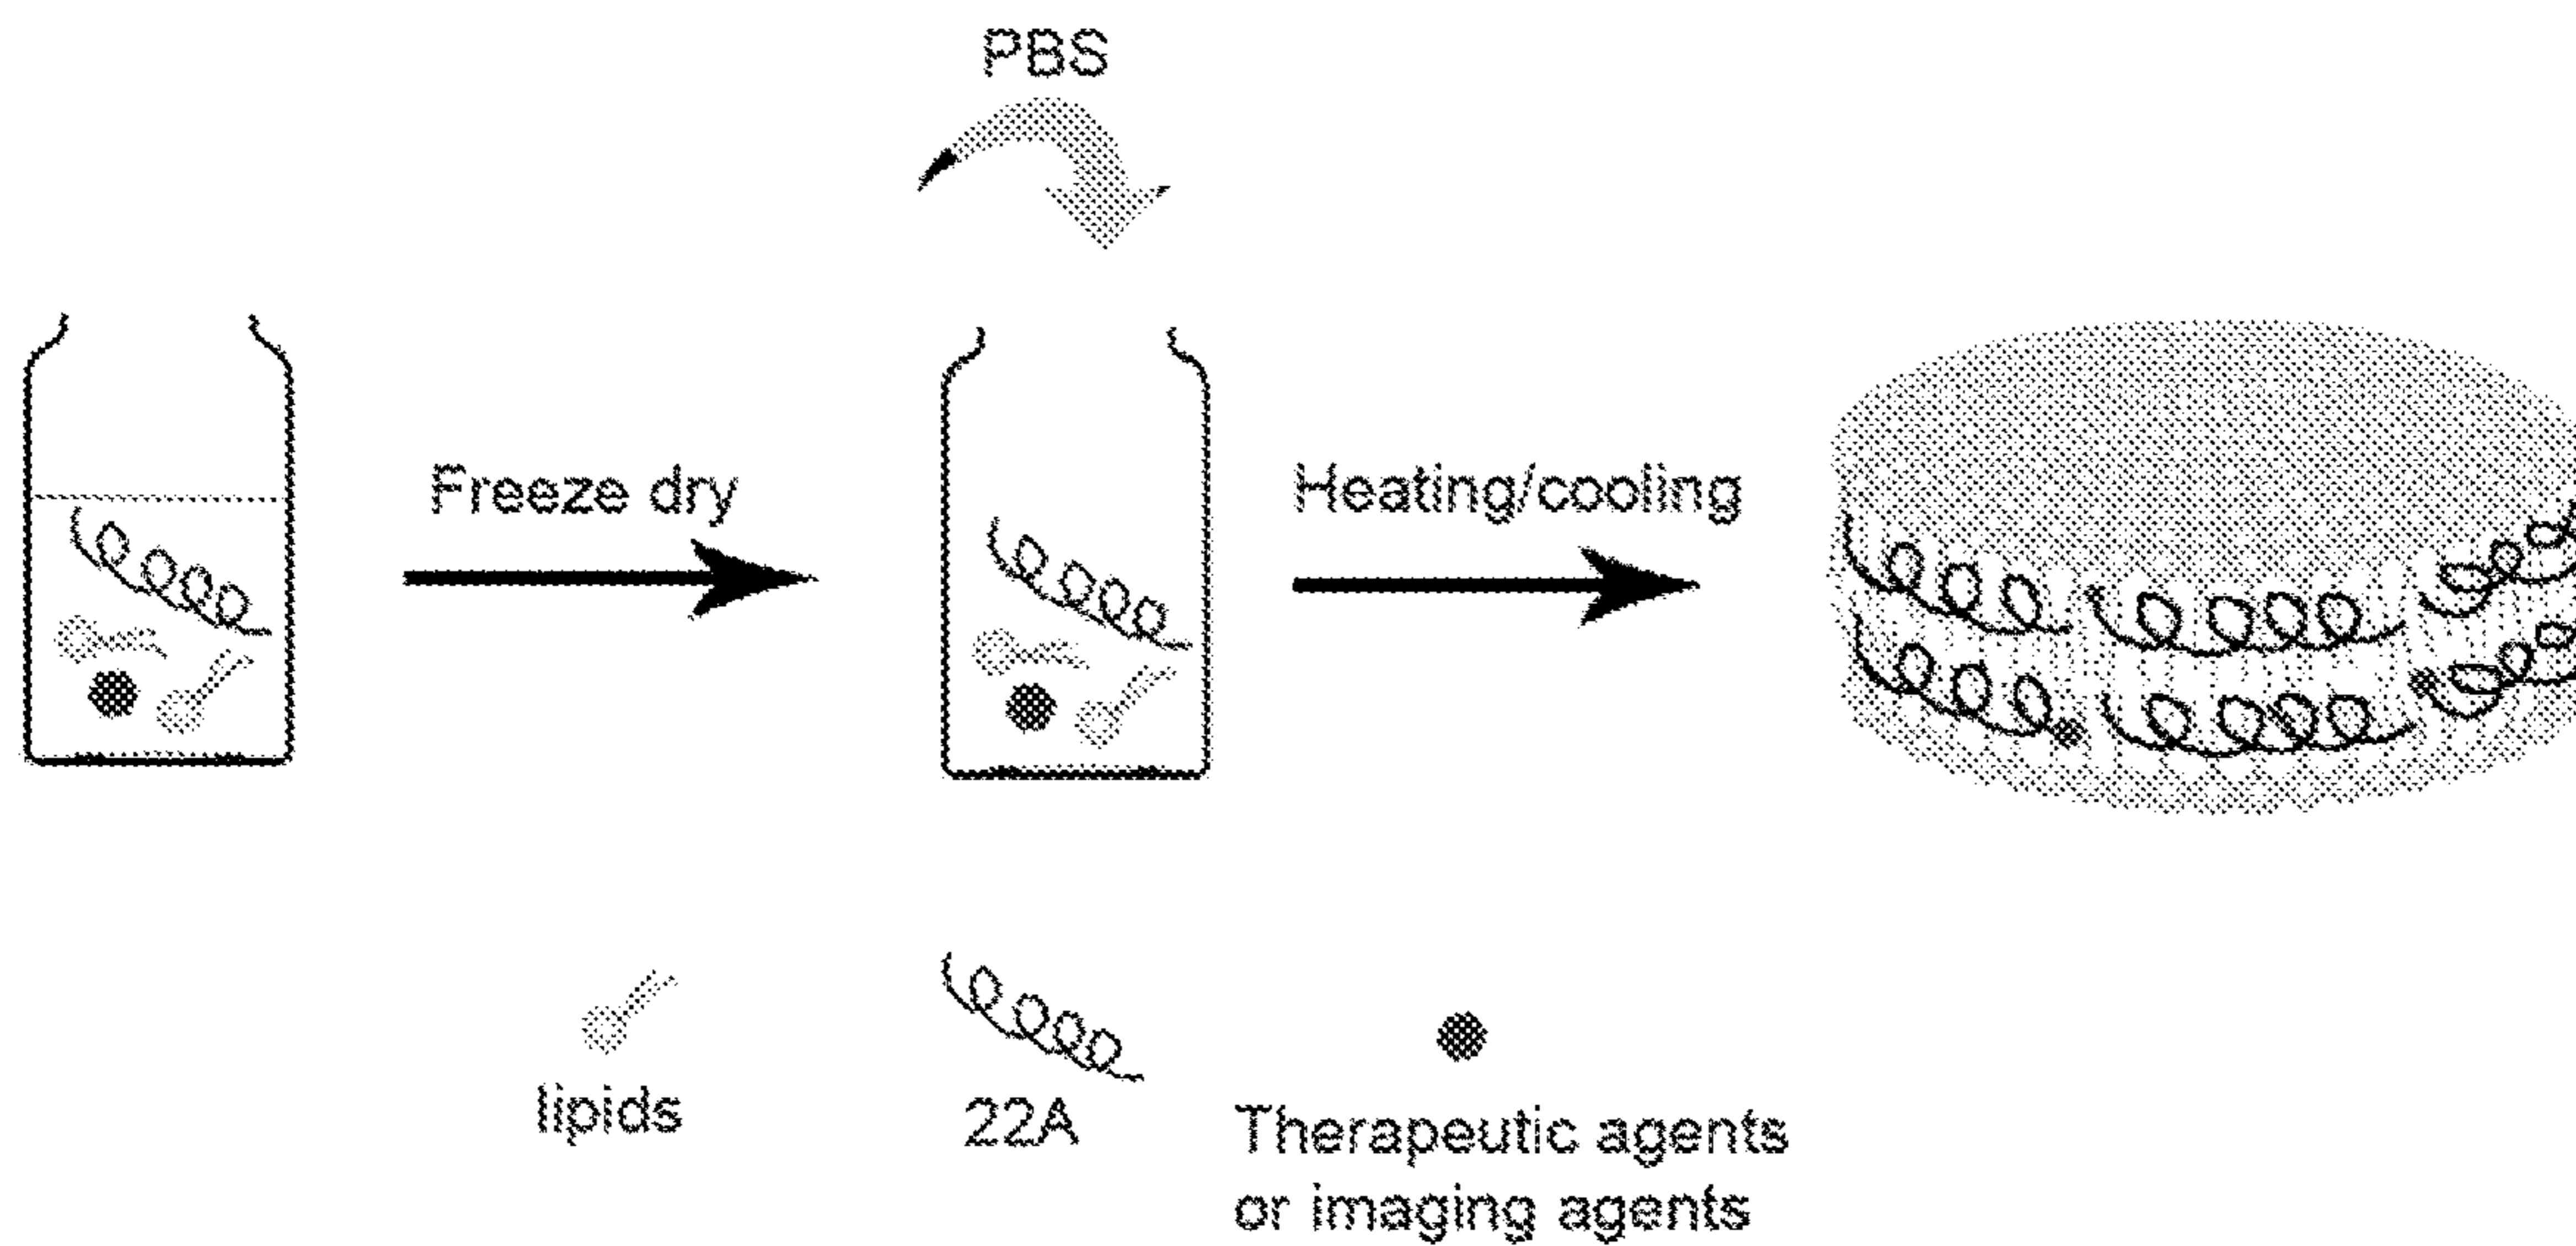 PBS
Freeze dry
Heating/cooling
lipids
22A
Therapeutic agents
or imaging agents